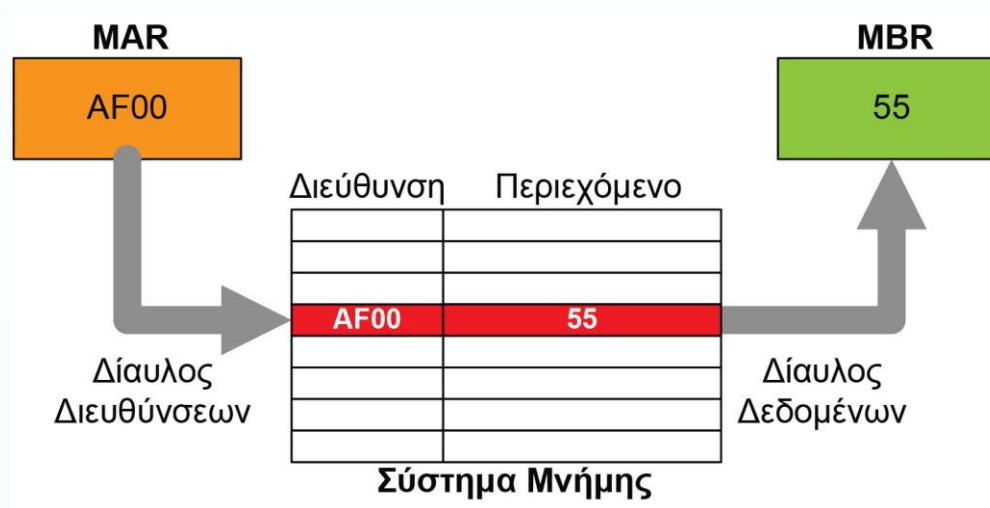 MAR
MBR
AF00
55
Διεύθυνση Περιεχόμενο
AF00 55
Δίαυλος
Διευθύνσεων
Δίαυλος
Δεδομένων
Σύστημα Μνήμης